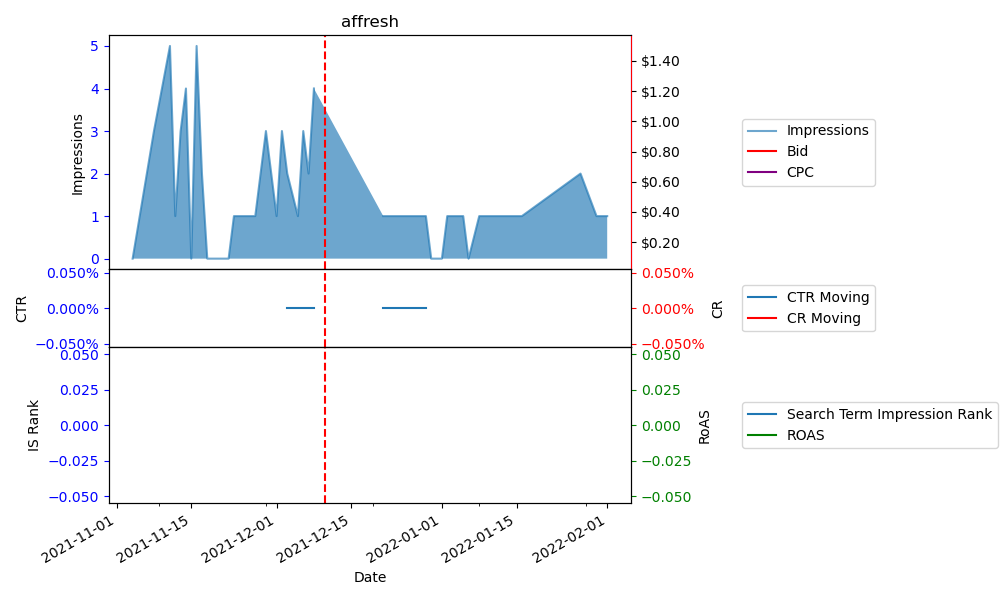 affresh
5
4
3
2
1
0
Impressions
$1.40
$1.20
$1.00
$0.80
$0.60
$0.40
$0.20
Impressions
Bid
CPC
0.050%
0.000%
−0.050%
CTR
0.050%
0.000%
−0.050%
CR
CTR Moving
CR Moving
0.050
0.025
0.000
−0.025
−0.050
IS Rank
0.050
0.025
0.000
−0.025
−0.050
RoAS
Search Term Impression Rank
ROAS
2021-11-01
2021-11-15
2021-12-01
2021-12-15
2022-01-01
2022-01-15
2022-02-01
Date